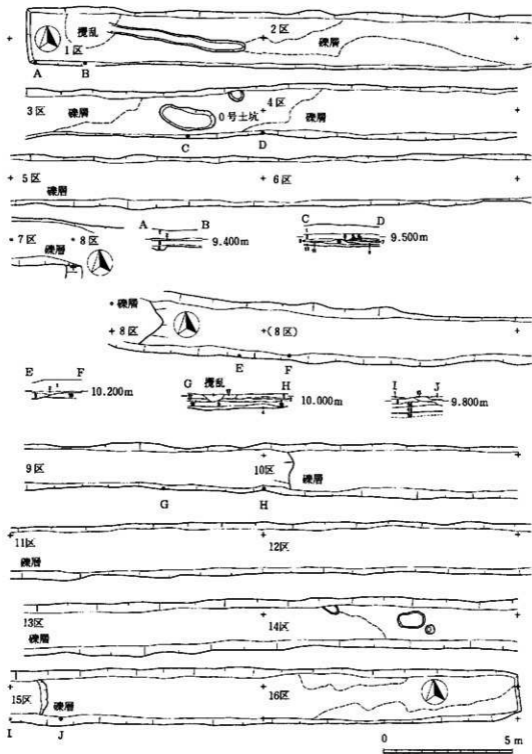 攪乱
2区
1区
礫層
A B
3区
4区
0号土坑
礫層
礫層
C D
5区
6区
礫層
A B
C D
7区 8区
礫層
9.400m
9.500m
礫層
8区
(8区)
E F
E F
G 攪乱 H
I J
10.200m
10.000m
9.800m
9区
10区
礫層
G H
11区
12区
礫層
13区
14区
礫層
15区
礫層
16区
I J
0 5 m